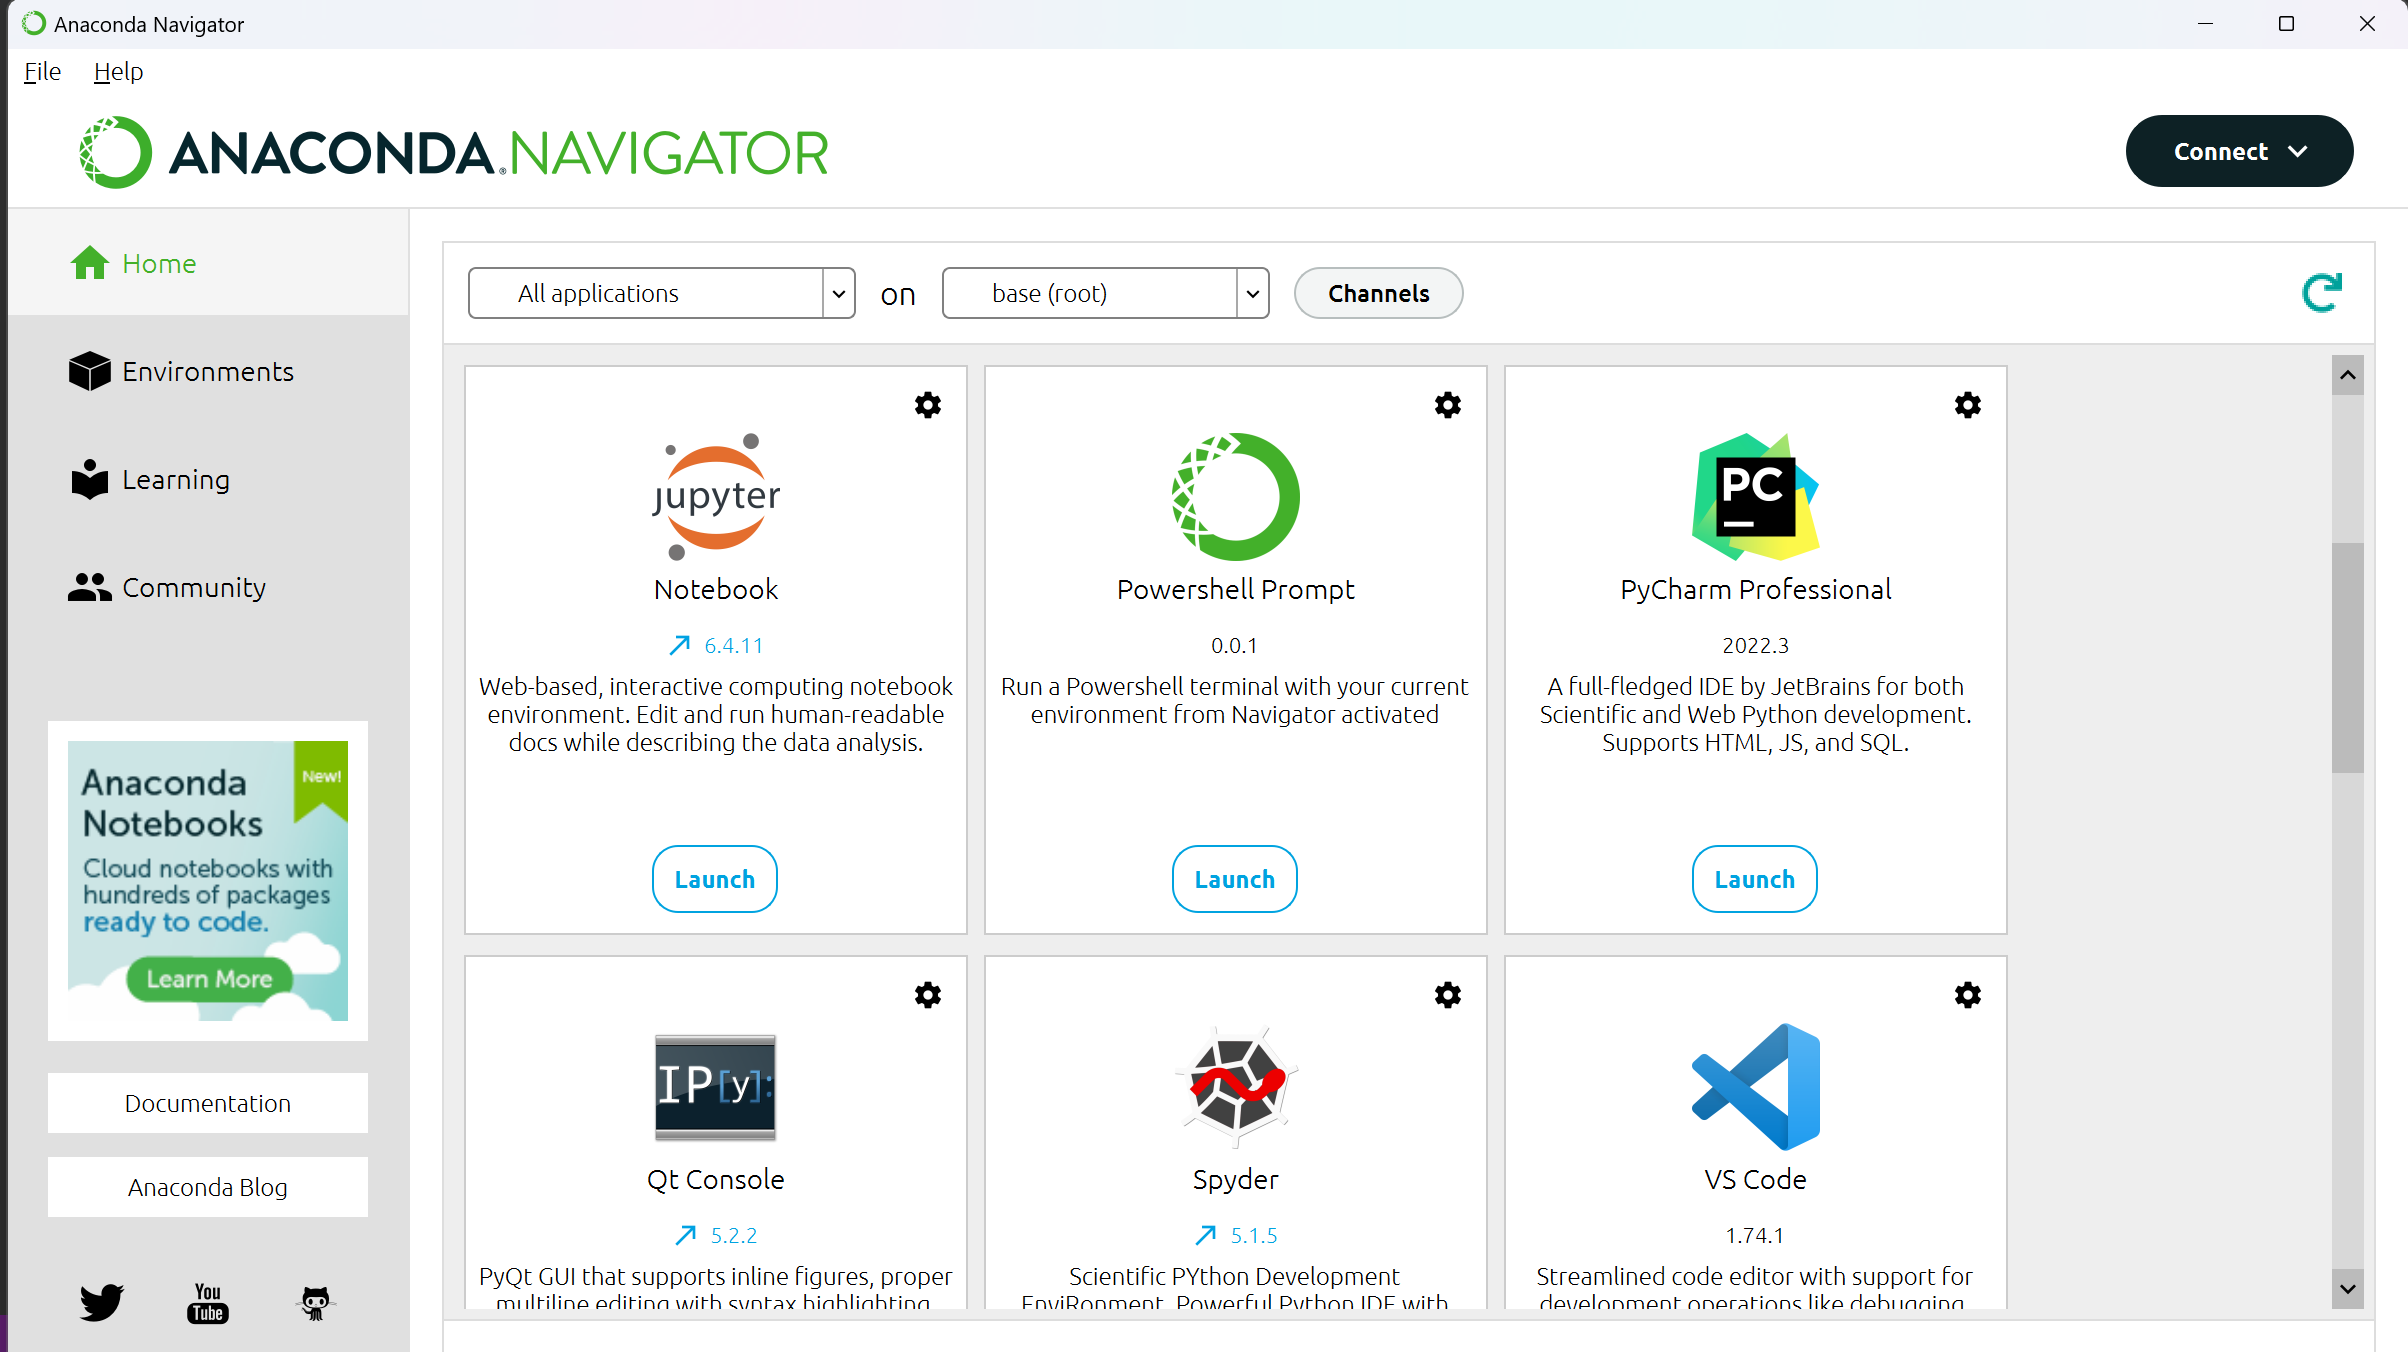 Anaconda Navigator
File Help
ANACONDA.NAVIGATOR
Connect
Home
Environments
Learning
Community
Anaconda
Notebooks
New!
Cloud notebooks with
hundreds of packages
ready to code.
Learn More
Documentation
Anaconda Blog
You
Tube
All applications on base (root) Channels
jupyter
Notebook
6.4.11
Web-based, interactive computing notebook
environment. Edit and run human-readable
docs while describing the data analysis.
Launch
Powershell Prompt
0.0.1
Run a Powershell terminal with your current
environment from Navigator activated
Launch
PC
PyCharm Professional
2022.3
A full-fledged IDE by JetBrains for both
Scientific and Web Python development.
Supports HTML, JS, and SQL.
Launch
IP[y]:
Qt Console
5.2.2
PyQt GUI that supports inline figures, proper
multiline editing with syntax highlighting,
Spyder
5.1.5
Scientific PYthon Development
EnviRonment. Powerful Python IDE with
VS Code
1.74.1
Streamlined code editor with support for
development operations like debugging,